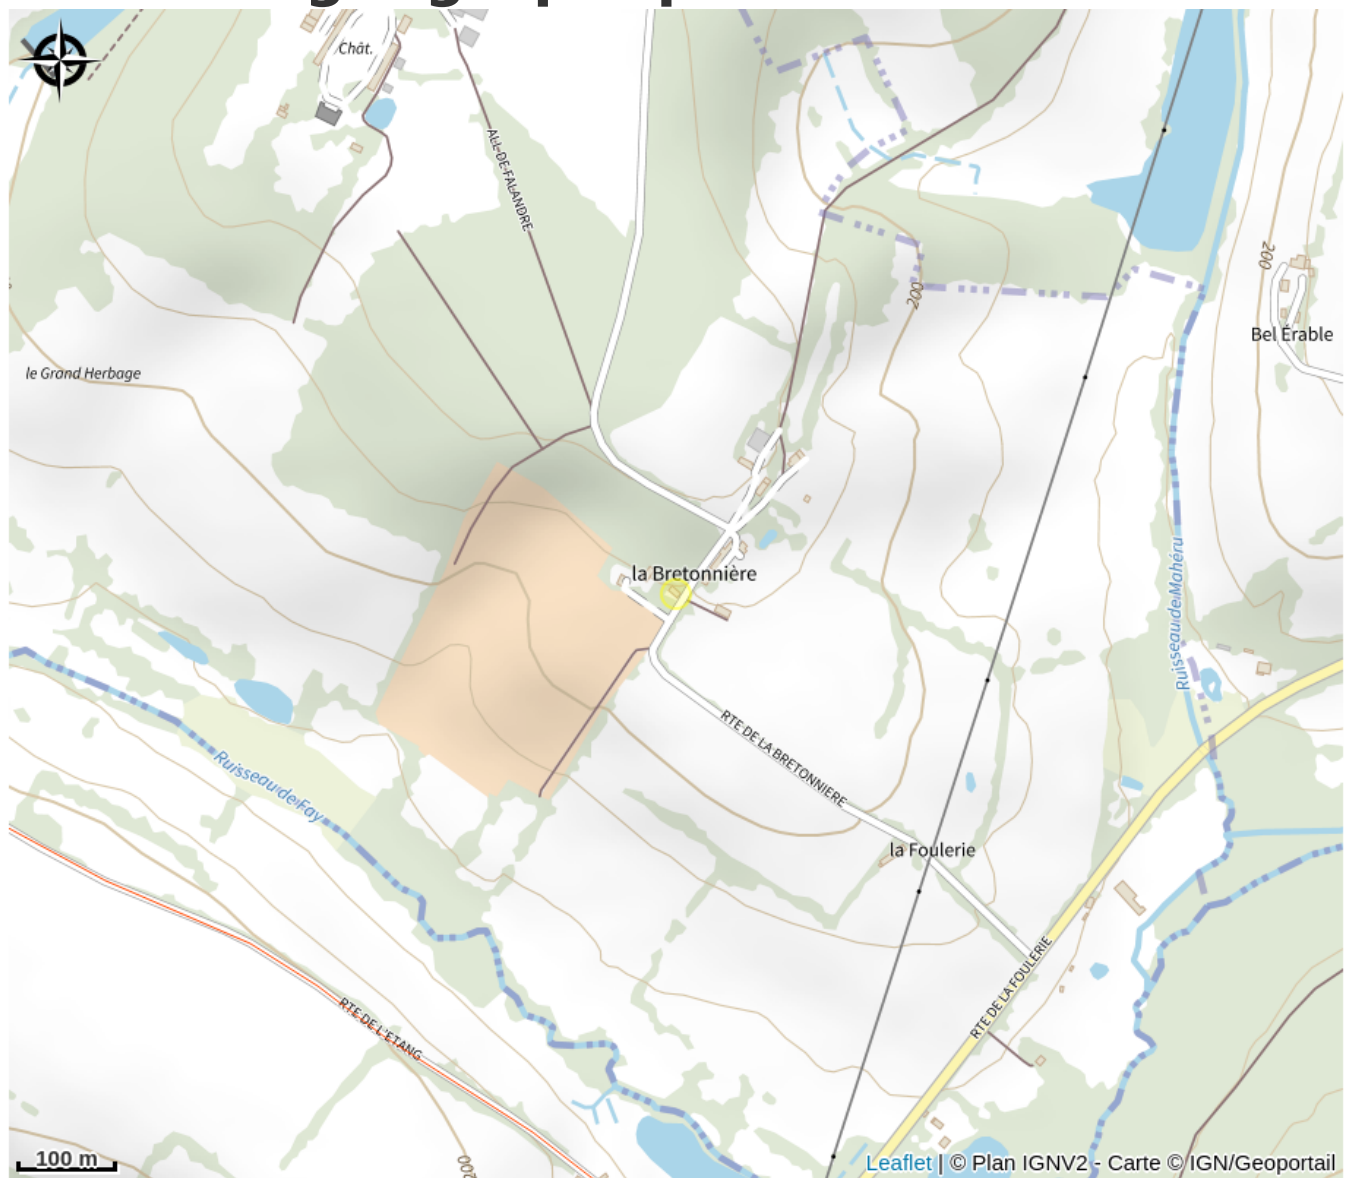 Chât.
ALL-DE-FALANDRE
200
Bel Érable
200
le Grand Herbage
la Bretonnière
Ruisseau de Mahéru
RTE DE LA BRETONNIERE
Ruisseau de Fay
la Foulerie
RTE DE LA FOULERIE
RTE DE L'ETANG
200
100 m
Leaflet | © Plan IGNV2 - Carte © IGN/Geoportail